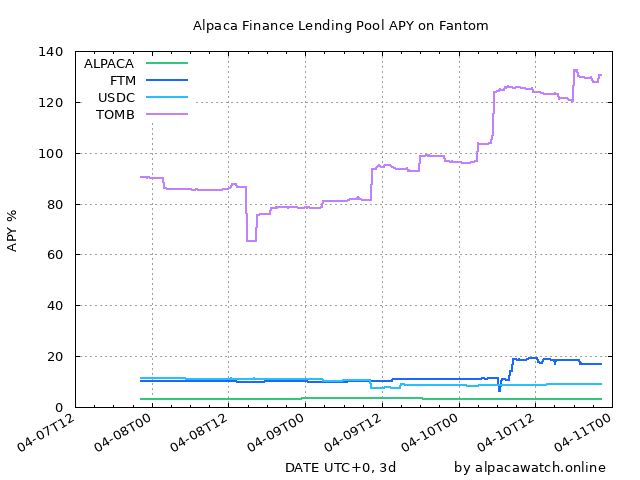 Alpaca Finance Lending Pool APY on Fantom
140
120
100
80
60
40
20
0
APY %
ALPACA
FTM
USDC
TOMB
04-07T12
04-08T00
04-08T12
04-09T00
04-09T12
04-10T00
04-10T12
04-11T00
DATE UTC+0, 3d
by alpacawatch.online